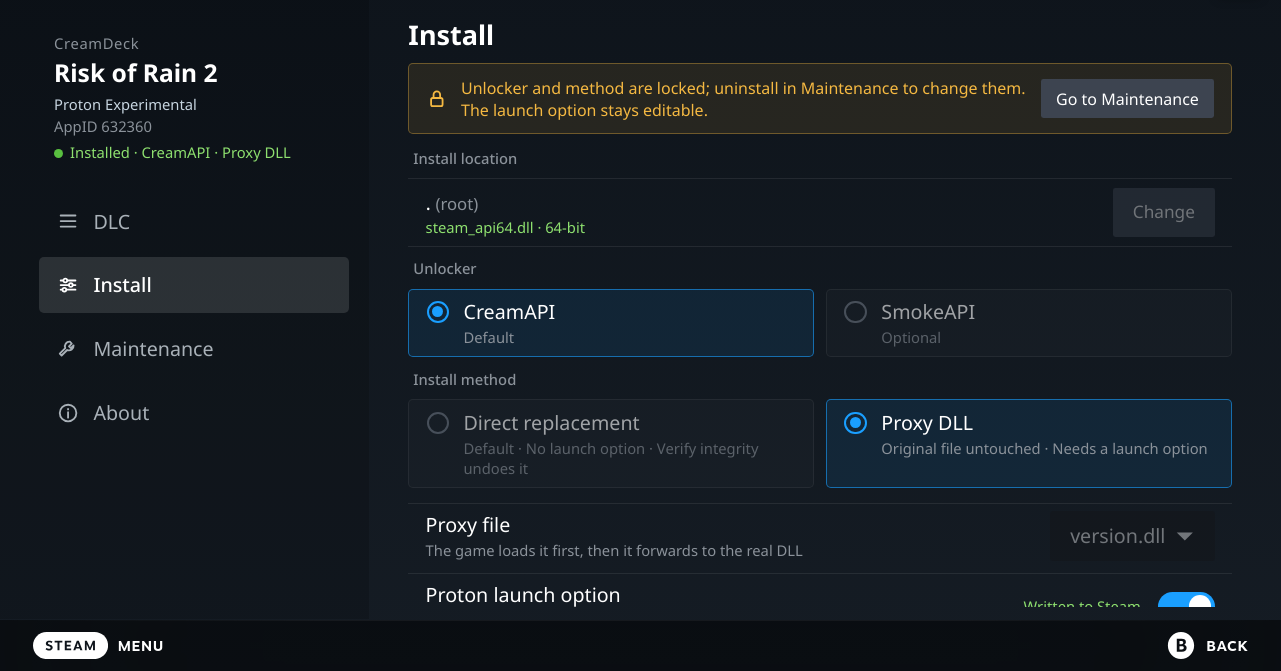 CreamDeck
Risk of Rain 2
Proton Experimental
AppID 632360
Installed · CreamAPI · Proxy DLL
DLC
Install
Maintenance
About
Install
Unlocker and method are locked; uninstall in Maintenance to change them.
The launch option stays editable.
Go to Maintenance
Install location
. (root)
steam_api64.dll · 64-bit
Change
Unlocker
CreamAPI
Default
SmokeAPI
Optional
Install method
Direct replacement
Default · No launch option · Verify integrity
undoes it
Proxy DLL
Original file untouched · Needs a launch option
Proxy file
The game loads it first, then it forwards to the real DLL
version.dll
Proton launch option
Written to Steam
STEAM MENU
B BACK